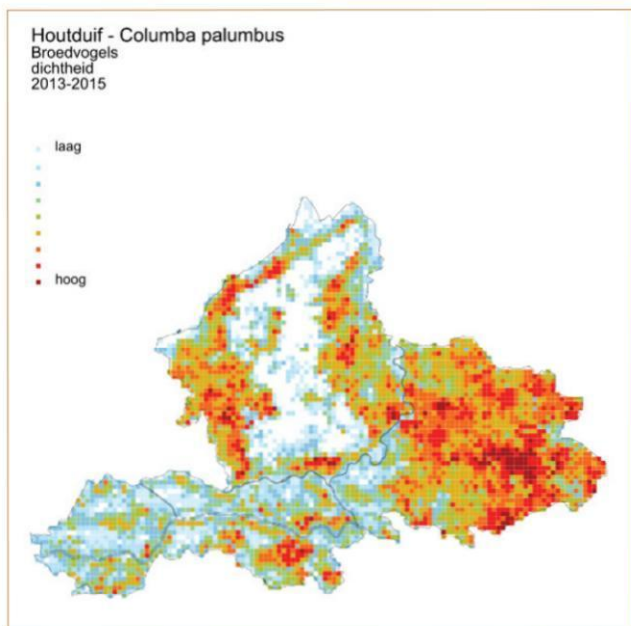 Houtduif - Columba palumbus
Broedvogels
dichtheid
2013-2015
laag
hoog